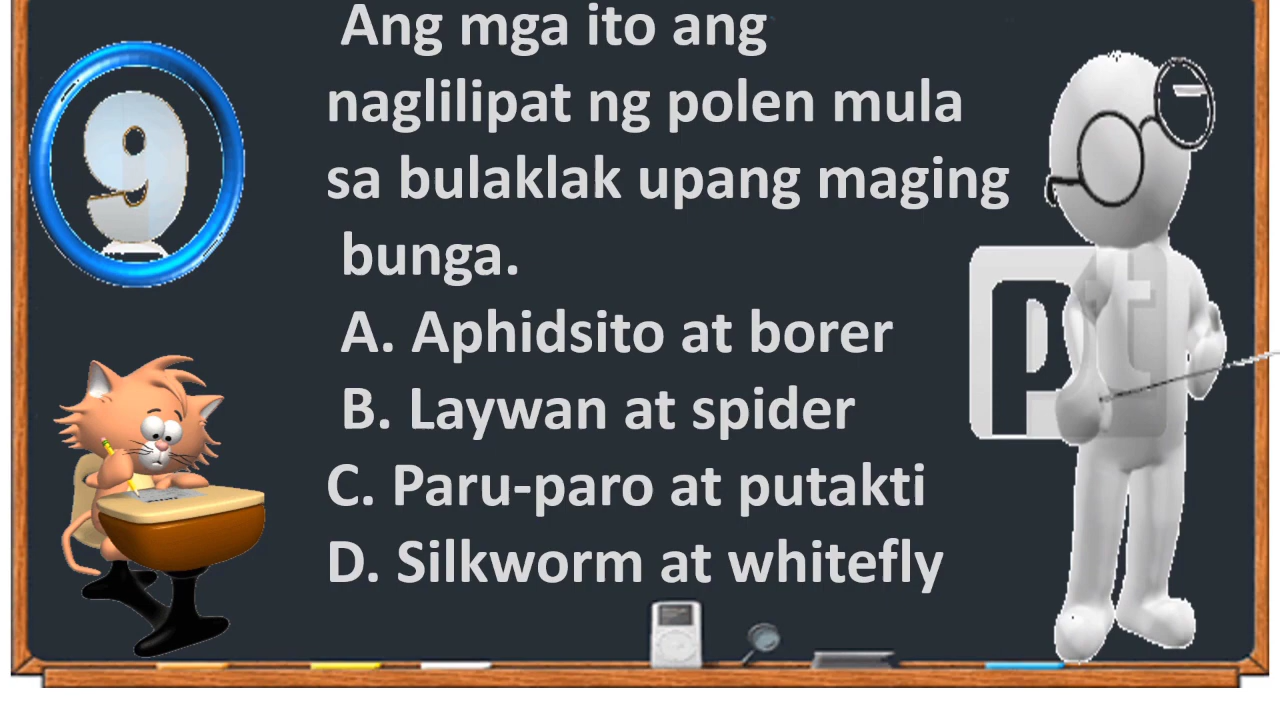 9
Ang mga ito ang
naglilipat ng polen mula
sa bulaklak upang maging
bunga.
A. Aphidsito at borer
B. Laywan at spider
C. Paru-paro at putakti
D. Silkworm at whitefly
pt